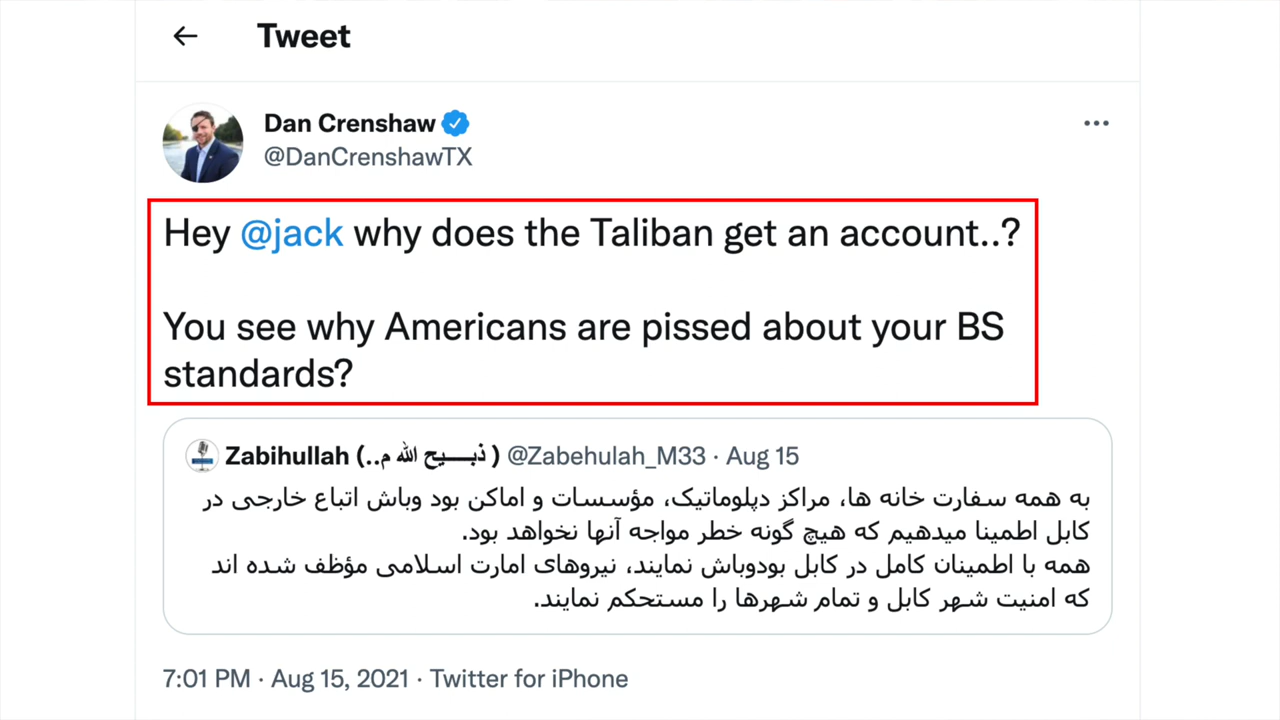 Tweet
Dan Crenshaw
@DanCrenshawTX
Hey @jack why does the Taliban get an account..?
You see why Americans are pissed about your BS
standards?
Zabihullah (..ذبـــیح الله م ) @Zabehulah_M33 · Aug 15
به همه سفارت خانه ها، مراکز دپلوماتیک، مؤسسات و اماکن بود وباش اتباع خارجی در
کابل اطمینا میدهیم که هیچ گونه خطر مواجه آنها نخواهد بود.
همه با اطمینان کامل در کابل بودوباش نمایند، نیروهای امارت اسلامی مؤظف شده اند
که امنیت شهر کابل و تمام شهرها را مستحکم نمایند.
7:01 PM · Aug 15, 2021 · Twitter for iPhone